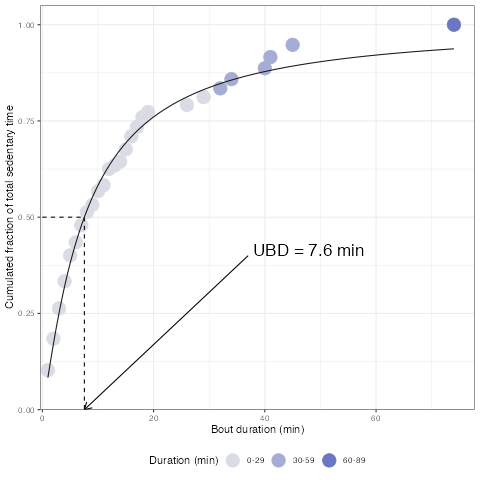 Cumulated fraction of total sedentary time
1.00
0.75
0.50
0.25
0.00
UBD = 7.6 min
0 20 40 60
Bout duration (min)
Duration (min) 0-29 30-59 60-89